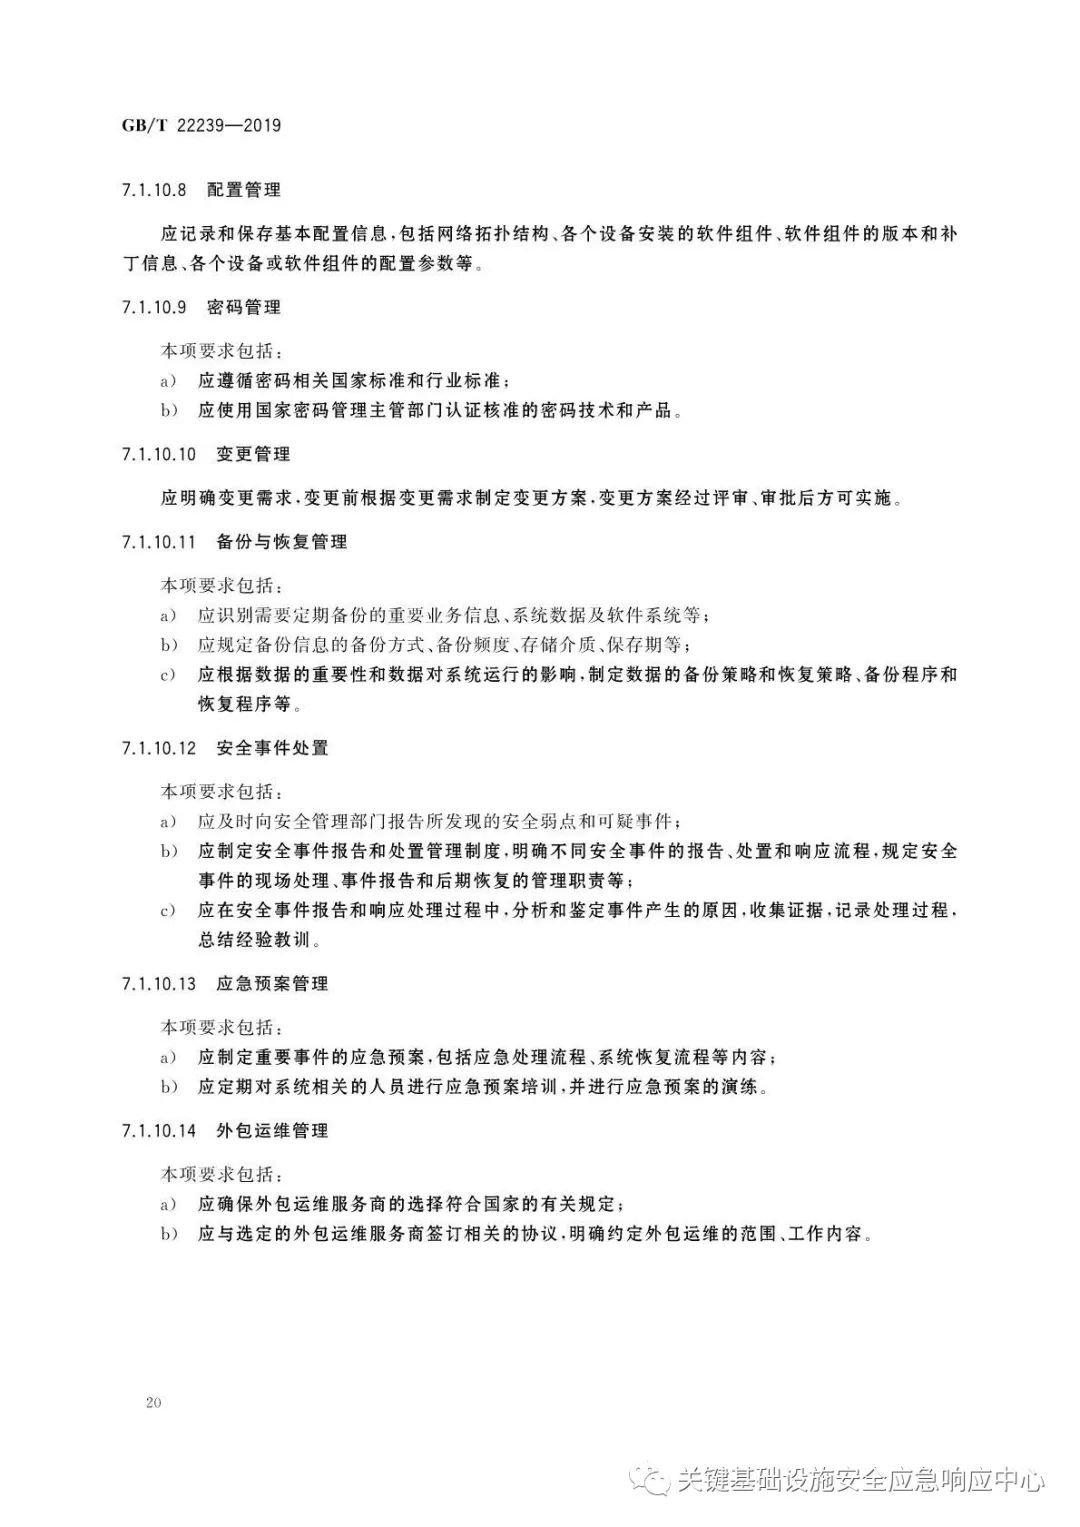 GB/T 22239—2019
7.1.10.8 配置管理
应记录和保存基本配置信息,包括网络拓扑结构、各个设备安装的软件组件、软件组件的版本和补
丁信息、各个设备或软件组件的配置参数等。
7.1.10.9 密码管理
本项要求包括:
a) 应遵循密码相关国家标准和行业标准;
b) 应使用国家密码管理主管部门认证核准的密码技术和产品。
7.1.10.10 变更管理
应明确变更需求,变更前根据变更需求制定变更方案,变更方案经过评审、审批后方可实施。
7.1.10.11 备份与恢复管理
本项要求包括:
a) 应识别需要定期备份的重要业务信息、系统数据及软件系统等;
b) 应规定备份信息的备份方式、备份频度、存储介质、保存期等;
c) 应根据数据的重要性和数据对系统运行的影响,制定数据的备份策略和恢复策略、备份程序和
恢复程序等。
7.1.10.12 安全事件处置
本项要求包括:
a) 应及时向安全管理部门报告所发现的安全弱点和可疑事件;
b) 应制定安全事件报告和处置管理制度,明确不同安全事件的报告、处置和响应流程,规定安全
事件的现场处理、事件报告和后期恢复的管理职责等;
c) 应在安全事件报告和响应处理过程中,分析和鉴定事件产生的原因,收集证据,记录处理过程,
总结经验教训。
7.1.10.13 应急预案管理
本项要求包括:
a) 应制定重要事件的应急预案,包括应急处理流程、系统恢复流程等内容;
b) 应定期对系统相关的人员进行应急预案培训,并进行应急预案的演练。
7.1.10.14 外包运维管理
本项要求包括:
a) 应确保外包运维服务商的选择符合国家的有关规定;
b) 应与选定的外包运维服务商签订相关的协议,明确约定外包运维的范围、工作内容。
20
关键基础设施安全应急响应中心